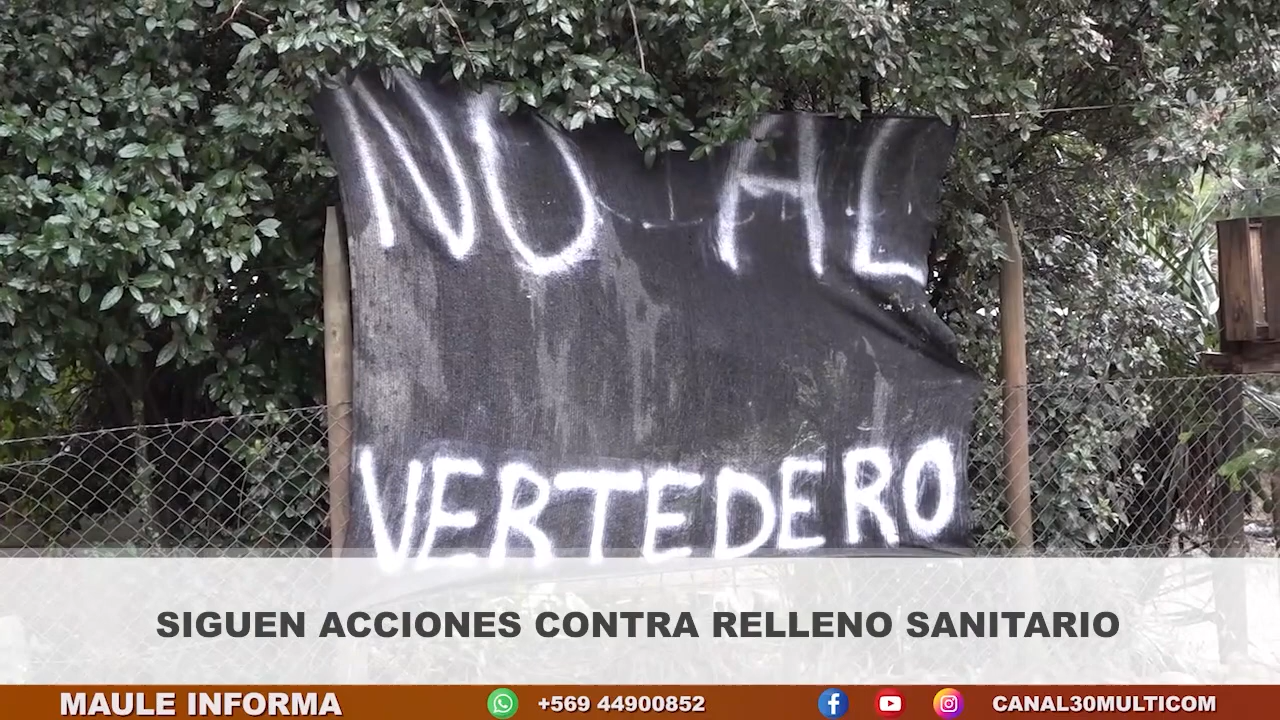 NO AL
VERTEDERO
SIGUEN ACCIONES CONTRA RELLENO SANITARIO
MAULE INFORMA +569 44900852 CANAL30MULTICOM